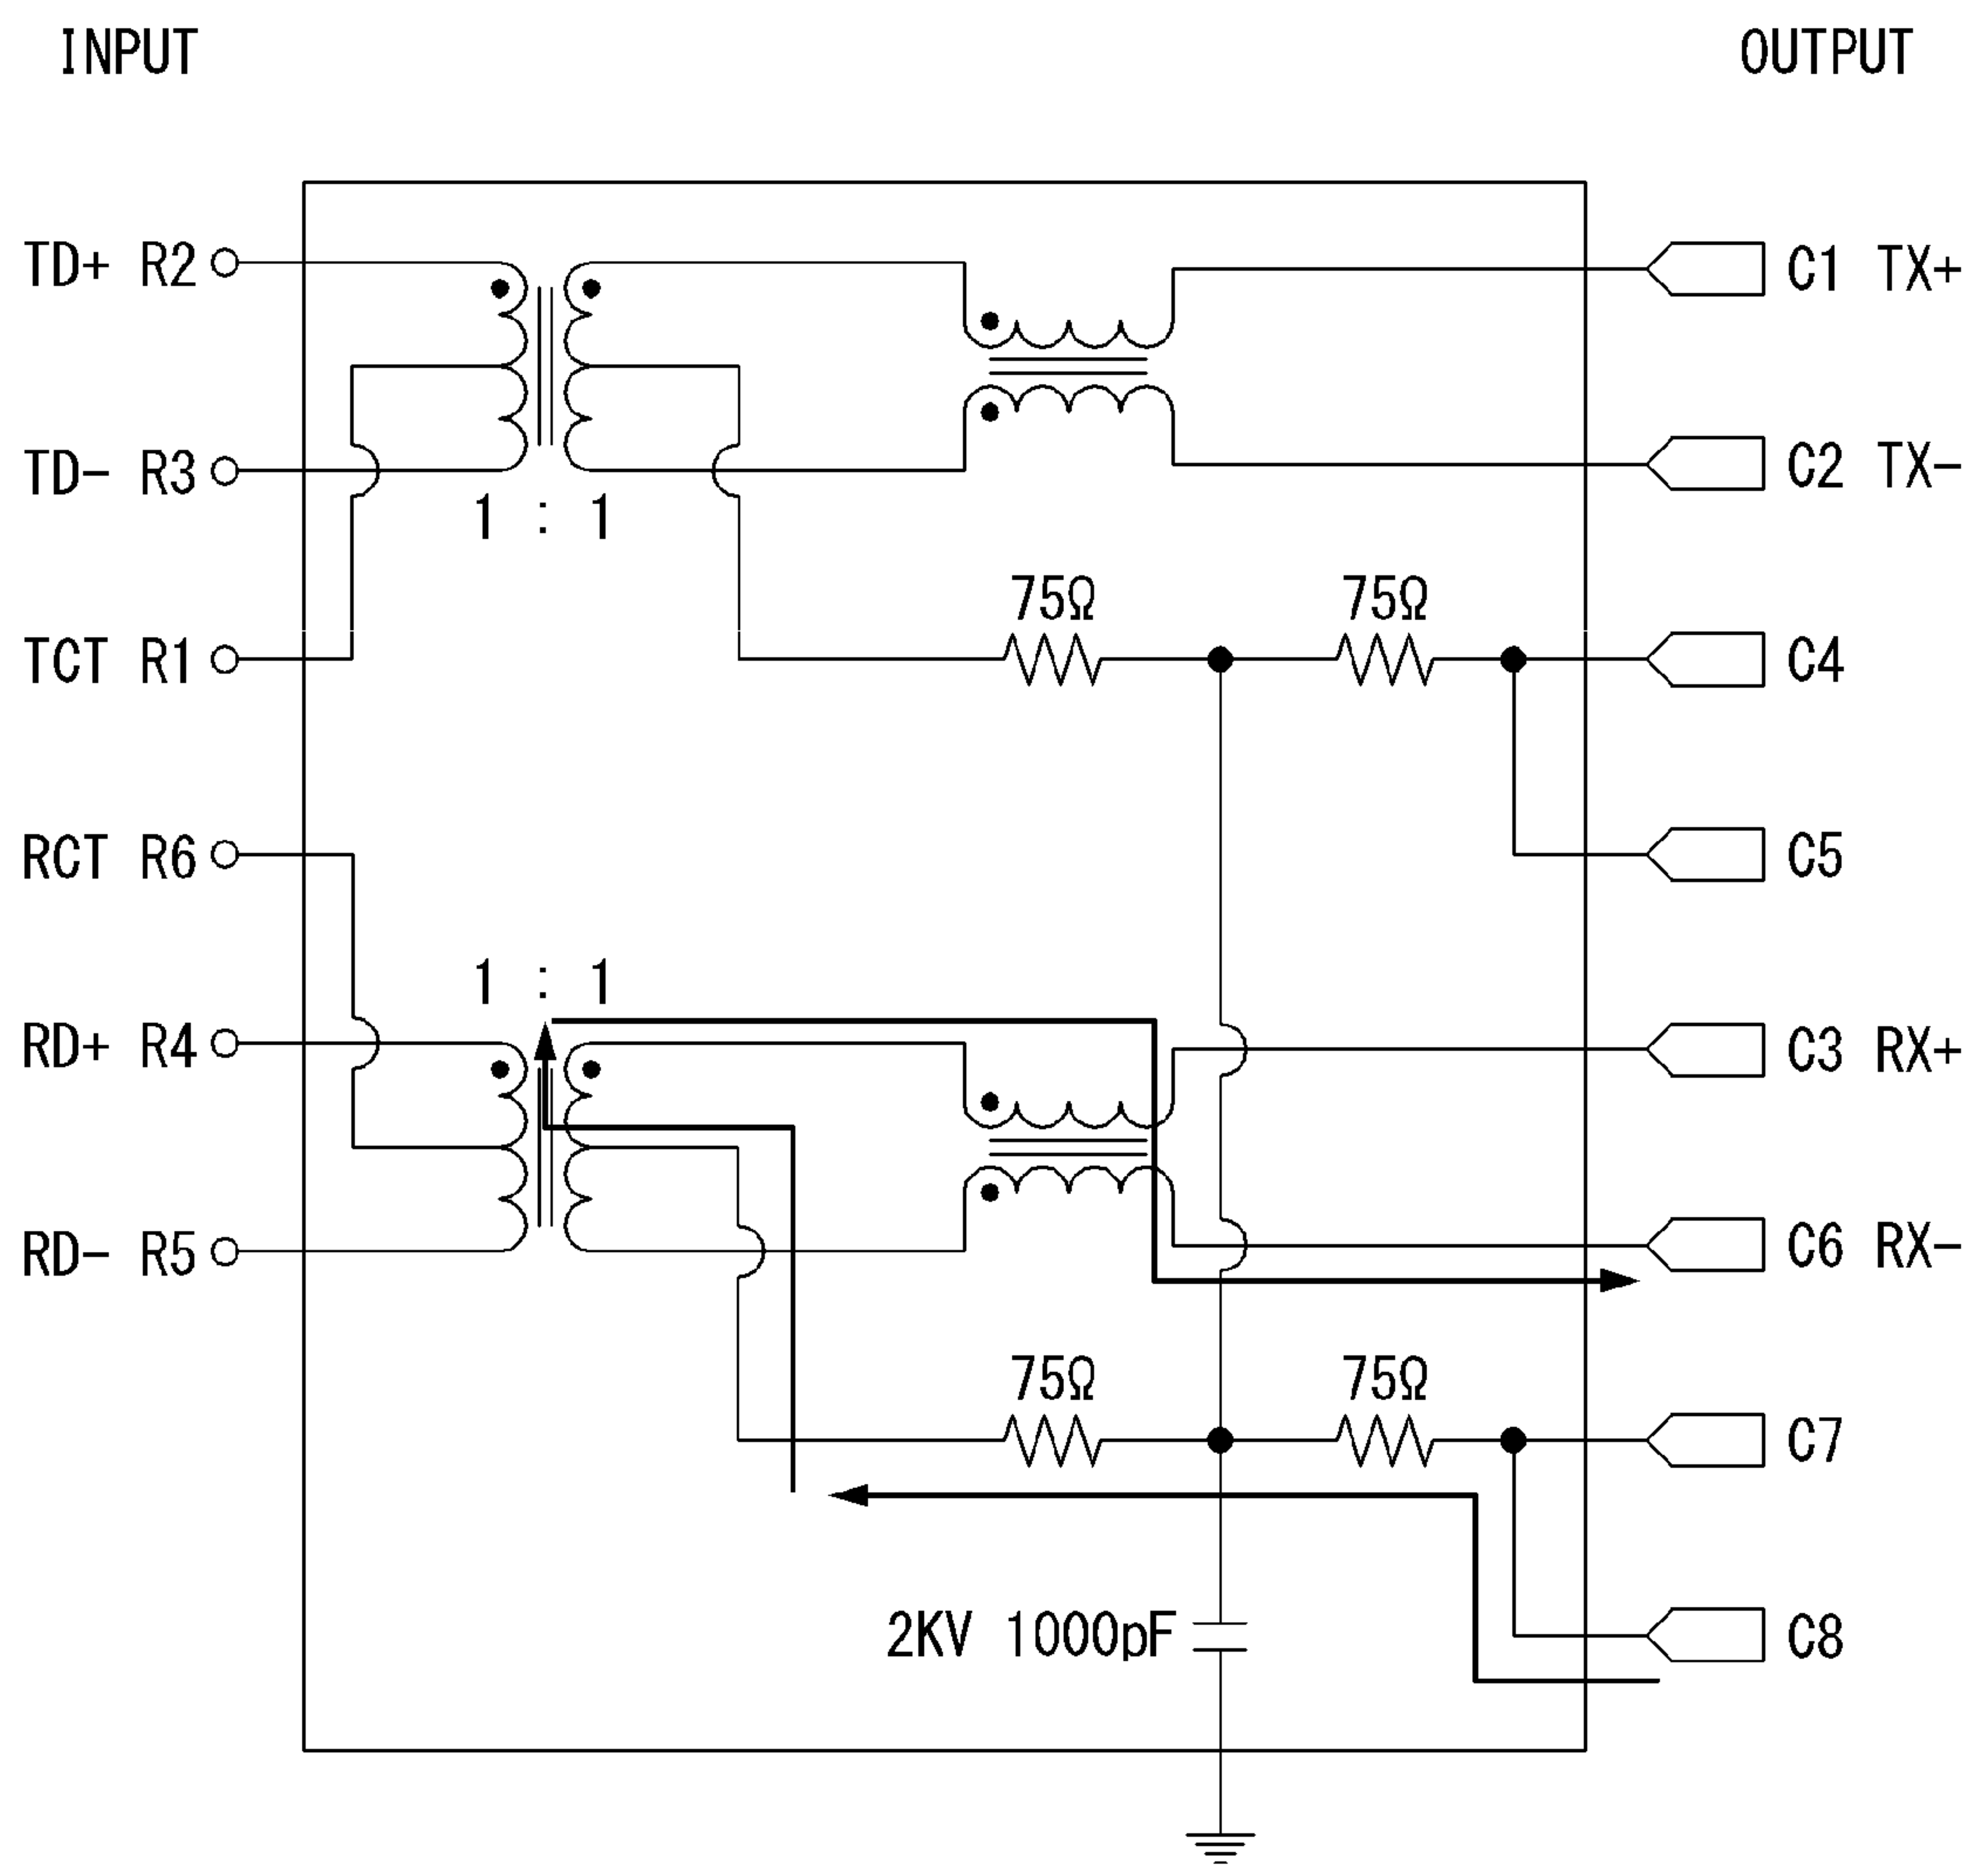 INPUT OUTPUT
TD+ R2 C1 TX+
TD- R3 C2 TX-
1 : 1
75Ω 75Ω
TCT R1 C4
RCT R6 C5
1 : 1
RD+ R4 C3 RX+
RD- R5 C6 RX-
75Ω 75Ω
C7
2KV 1000pF C8